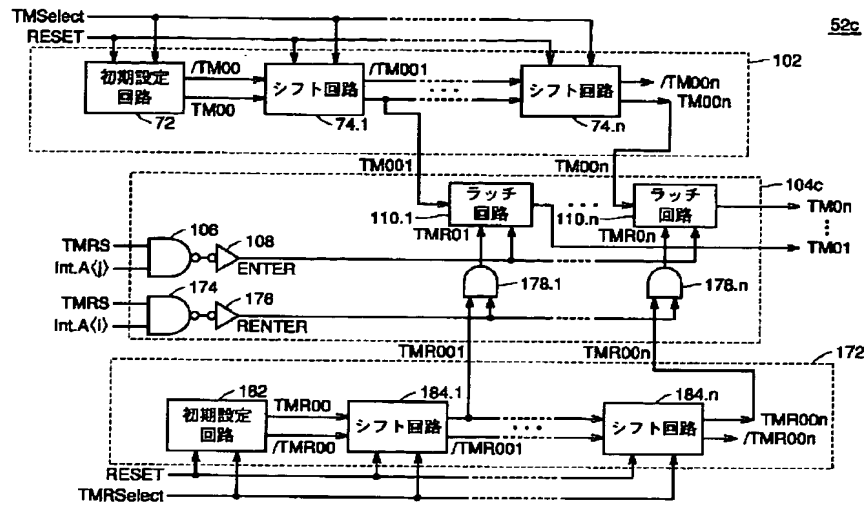 TMSelect
RESET
52c
102
初期設定
回路
72
/TM00
TM00
シフト回路
74.1
/TM001
シフト回路
74.n
/TM00n
TM00n
TM001
TM00n
104c
ラッチ
回路
110.1
TMR01
ラッチ
回路
110.n
TMR0n
TM0n
TM01
TMRS
Int.A⟨j⟩
106
108
ENTER
TMRS
Int.A⟨i⟩
174
176
RENTER
178.1
178.n
TMR001
TMR00n
172
182
初期設定
回路
TMR00
/TMR00
184.1
シフト回路
/TMR001
184.n
シフト回路
TMR00n
/TMR00n
RESET
TMRSelect